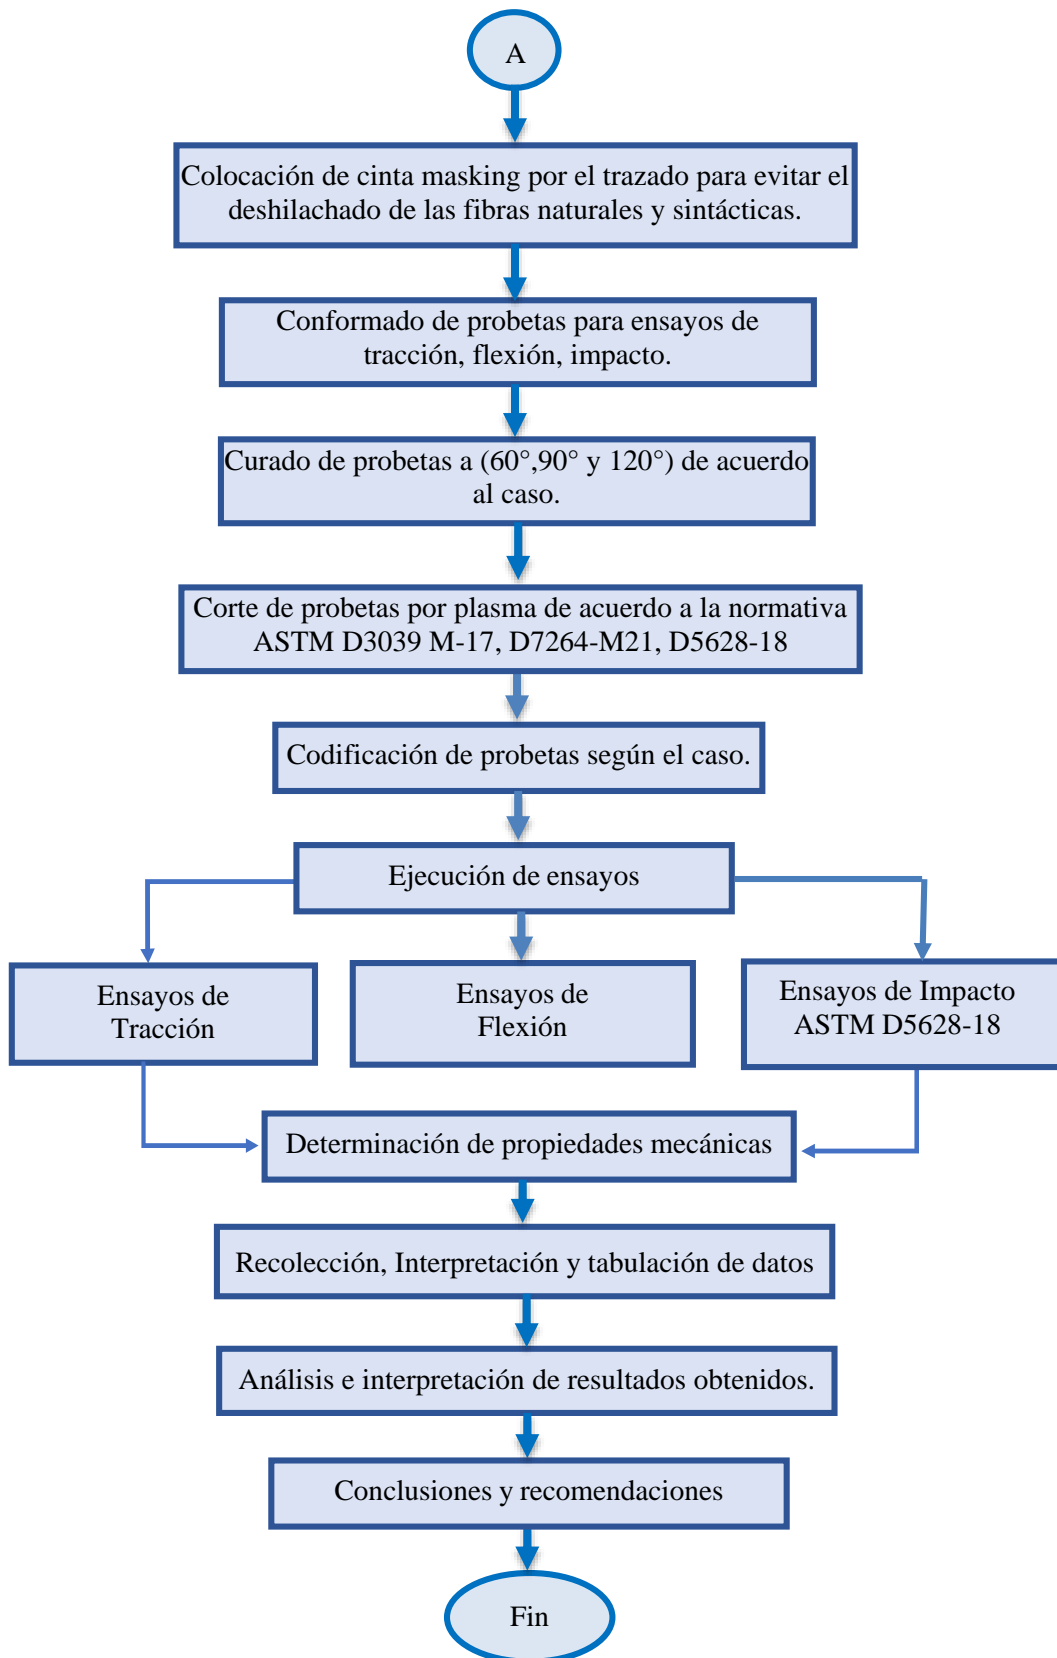 A
Colocación de cinta masking por el trazado para evitar el
deshilachado de las fibras naturales y sintácticas.
Conformado de probetas para ensayos de
tracción, flexión, impacto.
Curado de probetas a (60°,90° y 120°) de acuerdo
al caso.
Corte de probetas por plasma de acuerdo a la normativa
ASTM D3039 M-17, D7264-M21, D5628-18
Codificación de probetas según el caso.
Ejecución de ensayos
Ensayos de
Tracción
Ensayos de
Flexión
Ensayos de Impacto
ASTM D5628-18
Determinación de propiedades mecánicas
Recolección, Interpretación y tabulación de datos
Análisis e interpretación de resultados obtenidos.
Conclusiones y recomendaciones
Fin